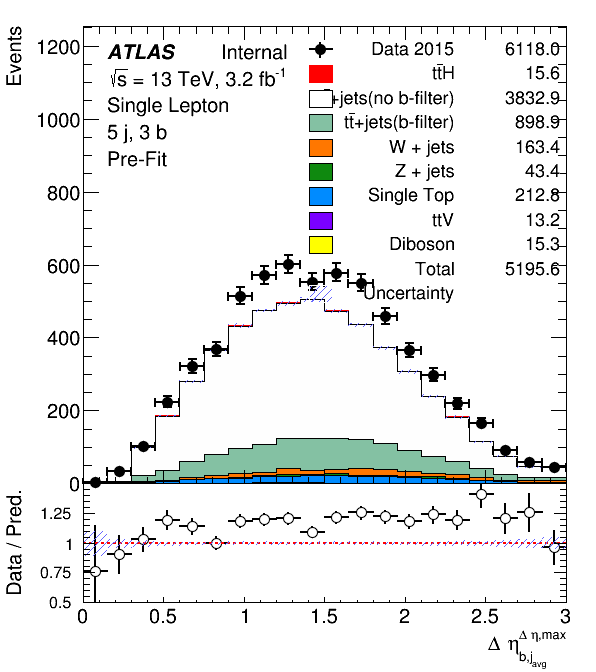 Events
1200
1000
800
600
400
200
0
ATLAS Internal
√s = 13 TeV, 3.2 fb-1
Single Lepton
5 j, 3 b
Pre-Fit
Data 2015 6118.0
tt̄H 15.6
+jets(no b-filter) 3832.9
tt̄+jets(b-filter) 898.9
W + jets 163.4
Z + jets 43.4
Single Top 212.8
ttV 13.2
Diboson 15.3
Total 5195.6
Uncertainty
Data / Pred.
1.25
1
0.75
0.5
0 0.5 1 1.5 2 2.5 3
Δ η b,javg Δ η,max